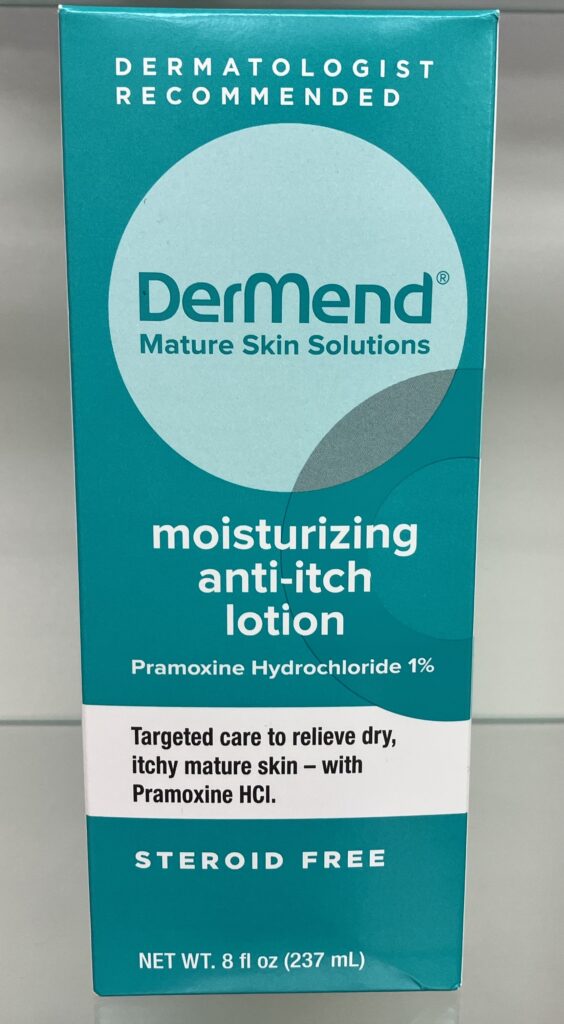 DERMATOLOGIST
RECOMMENDED
DerMend®
Mature Skin Solutions
moisturizing
anti-itch
lotion
Pramoxine Hydrochloride 1%
Targeted care to relieve dry,
itchy mature skin – with
Pramoxine HCl.
STEROID FREE
NET WT. 8 fl oz (237 mL)